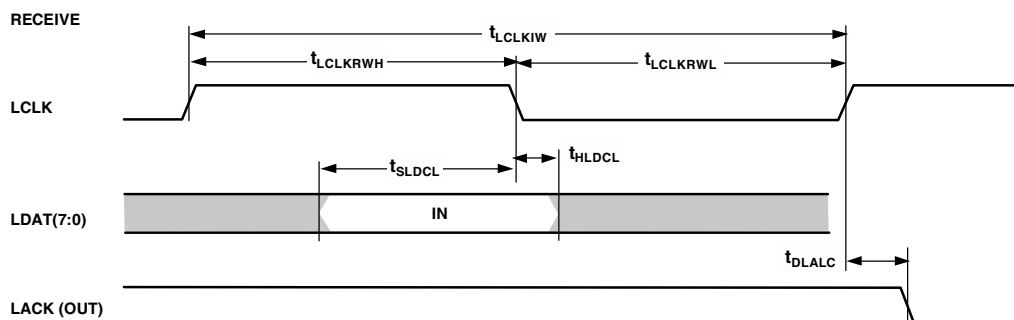 RECEIVE
tLCLKIW
tLCLKRWH
tLCLKRWL
LCLK
tHLDCL
tSLDCL
LDAT(7:0)
IN
tDLALC
LACK (OUT)